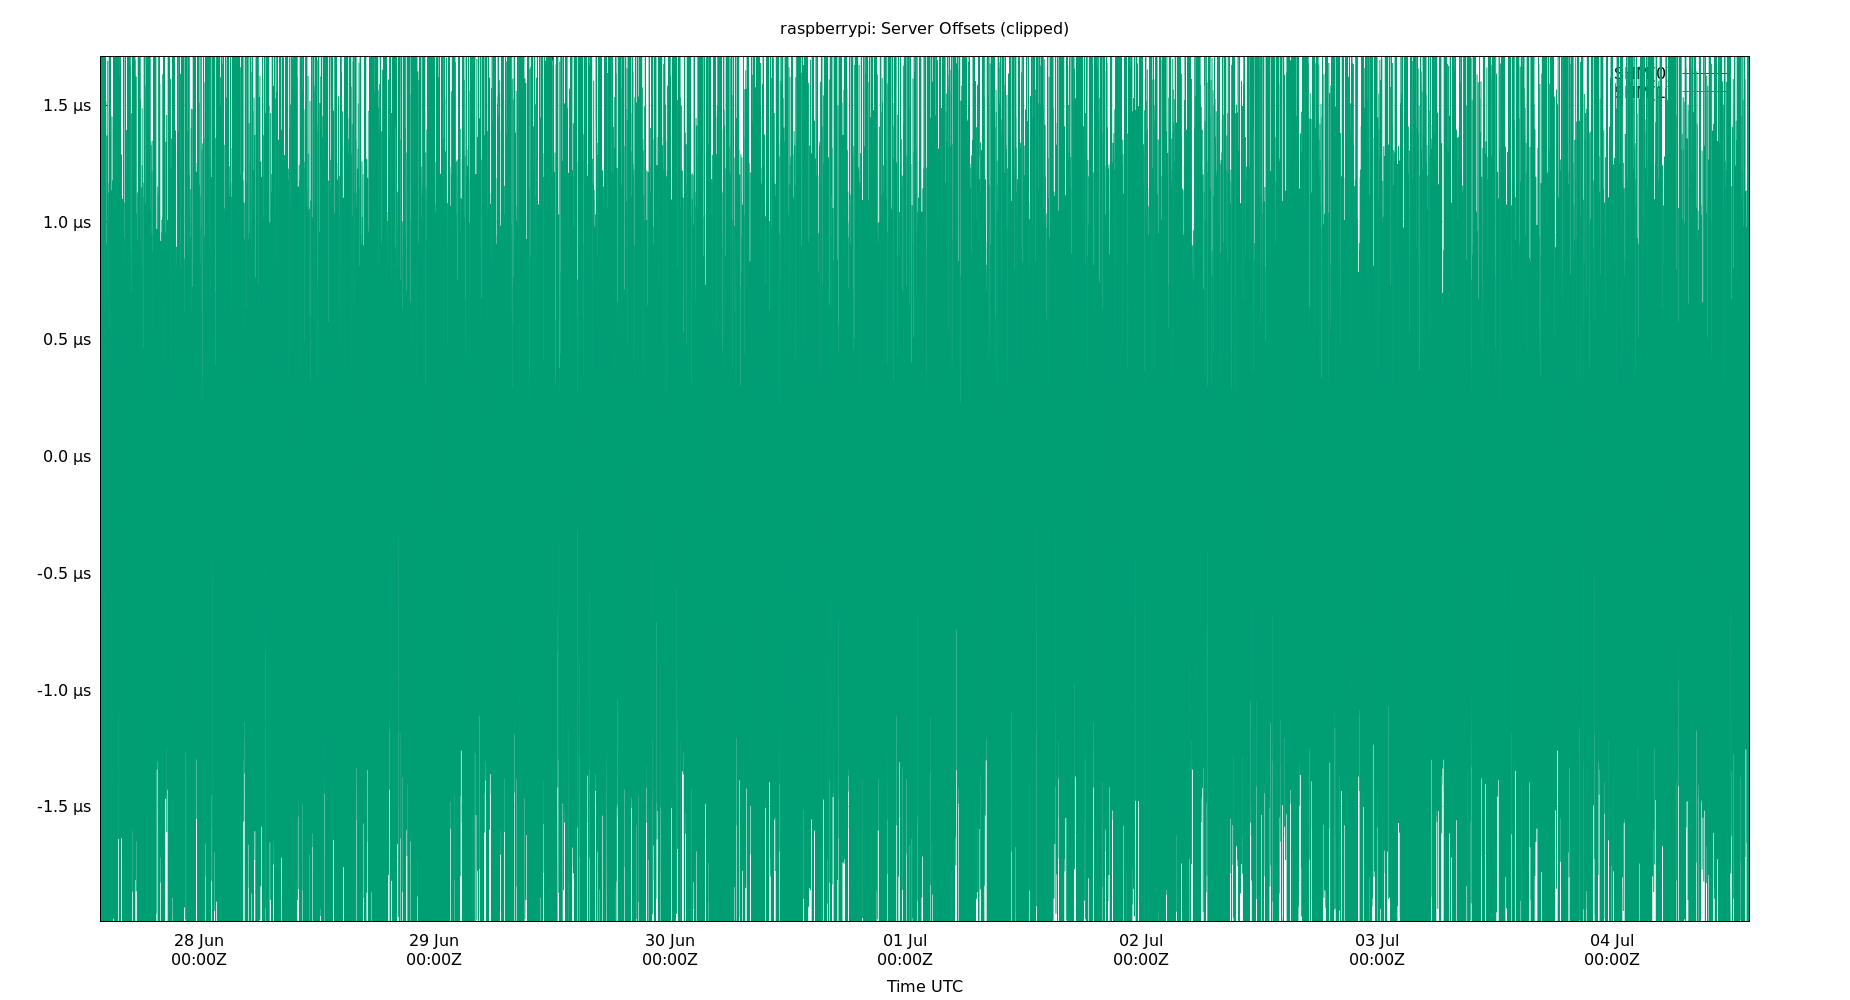 raspberrypi: Server Offsets (clipped)
1.5 µs
1.0 µs
0.5 µs
0.0 µs
-0.5 µs
-1.0 µs
-1.5 µs
28 Jun
00:00Z
29 Jun
00:00Z
30 Jun
00:00Z
01 Jul
00:00Z
02 Jul
00:00Z
03 Jul
00:00Z
04 Jul
00:00Z
Time UTC